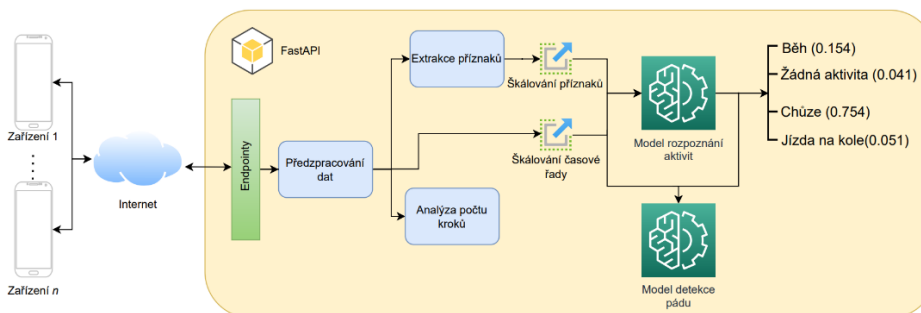 FastAPI
Zařízení 1
Zařízení n
Internet
Endpointy
Předzpracování
dat
Extrakce příznaků
Škálování příznaků
Škálování časové
řady
Analýza počtu
kroků
Model rozpoznání
aktivit
Model detekce
pádu
Běh (0.154)
Žádná aktivita (0.041)
Chůze (0.754)
Jízda na kole(0.051)